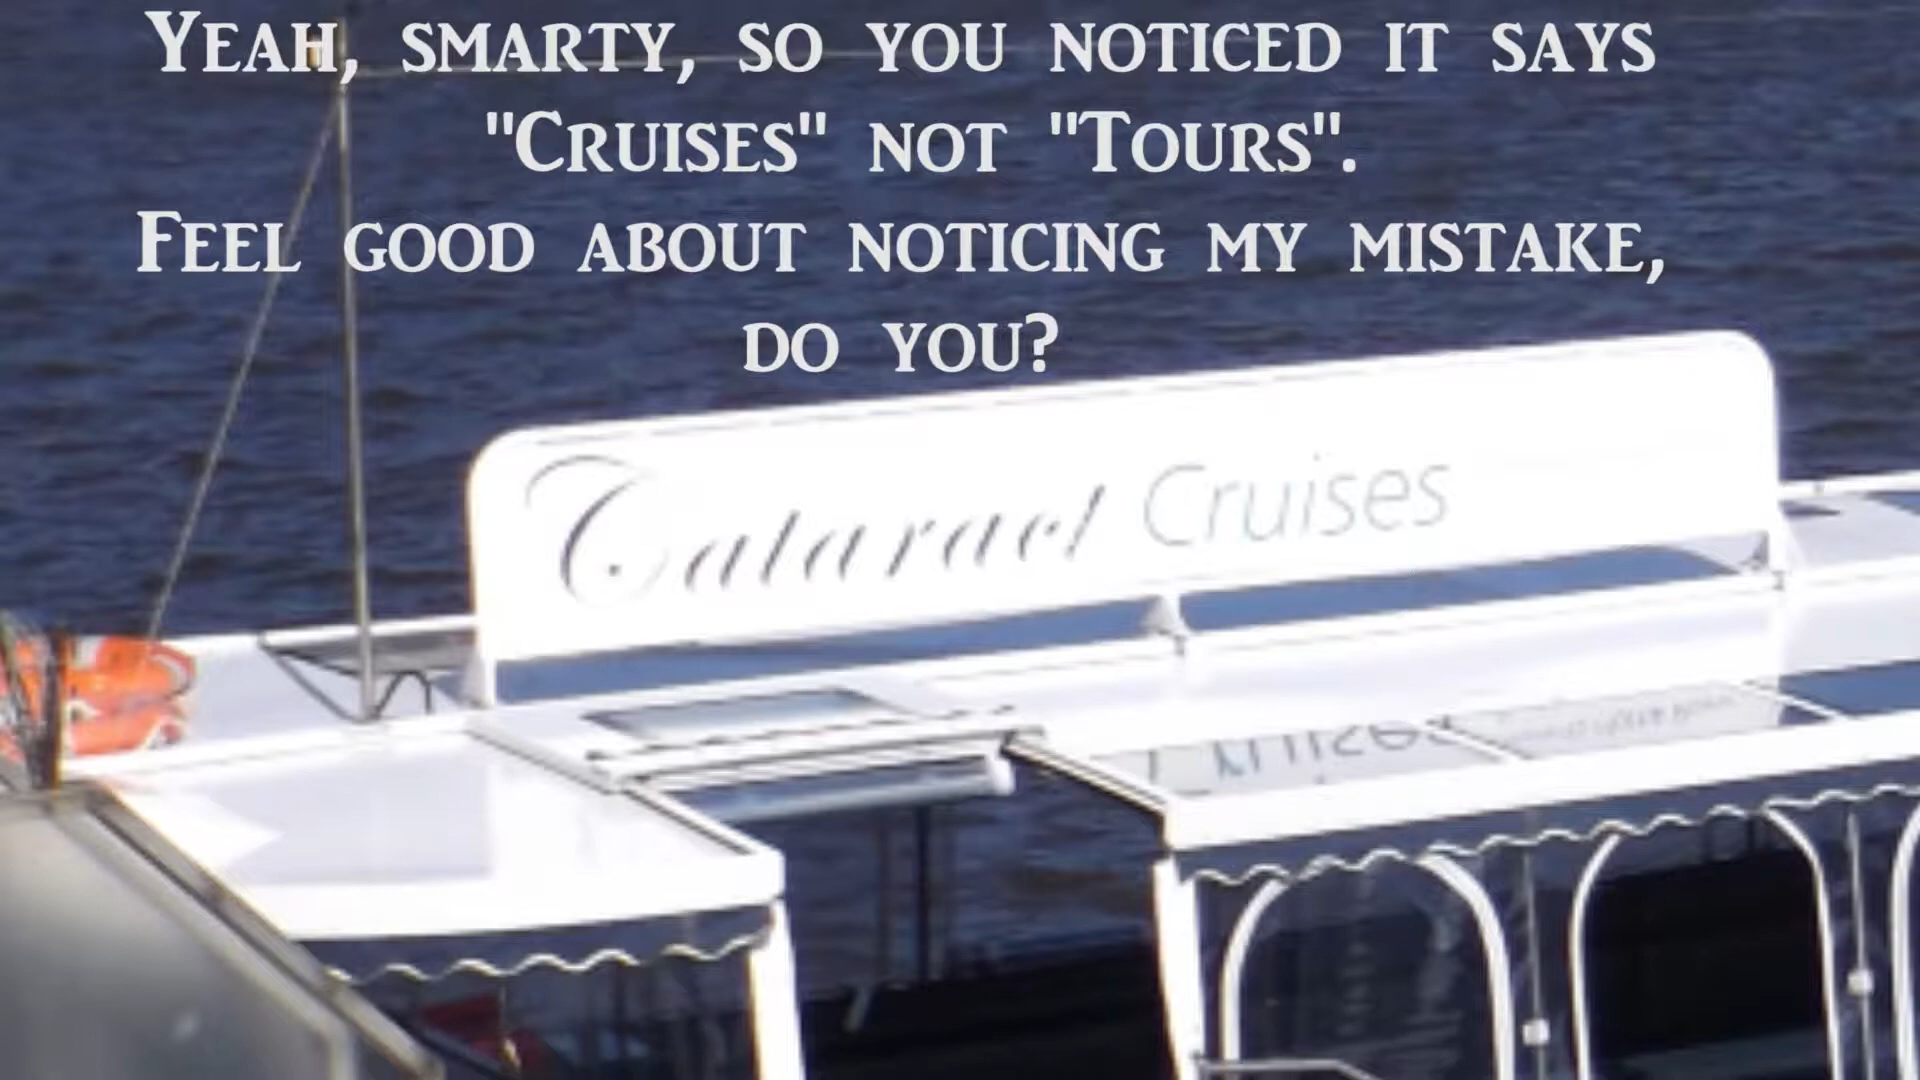 Yeah, smarty, so you noticed it says
"Cruises" not "Tours".
Feel good about noticing my mistake,
do you?
Cataract Cruises